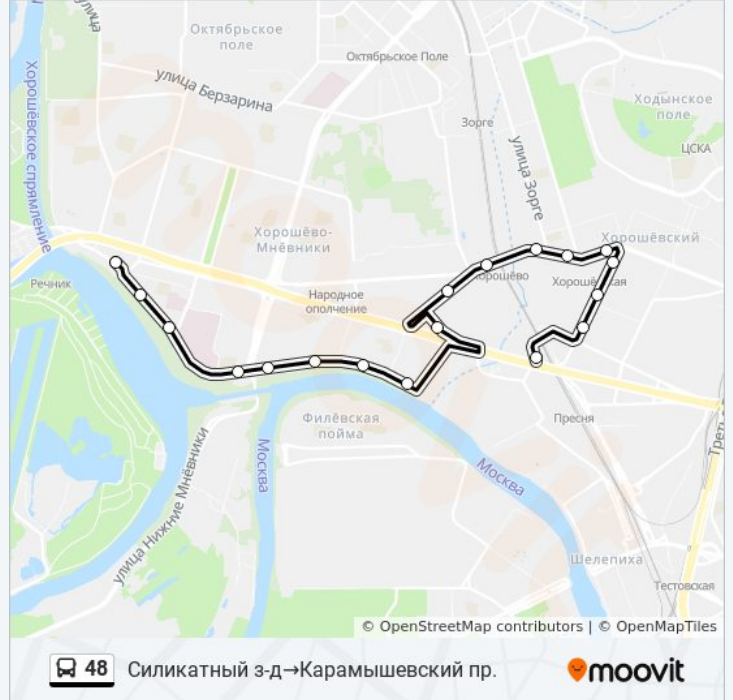 улица
Октябрьское
поле
Октябрьское Поле
улица Берзарина
Хорошёвское спрямление
Ходынское
поле
Зорге
улица Зорге
ЦСКА
Хорошёво-
Мнёвники
Хорошёвский
Речник
Народное
ополчение
Филёвская
пойма
Пресня
Москва
Москва
улица Нижние Мнёвники
Шелепиха
Тестовская
© OpenStreetMap contributors | © OpenMapTiles
48 Силикатный з-д→Карамышевский пр.
moovit